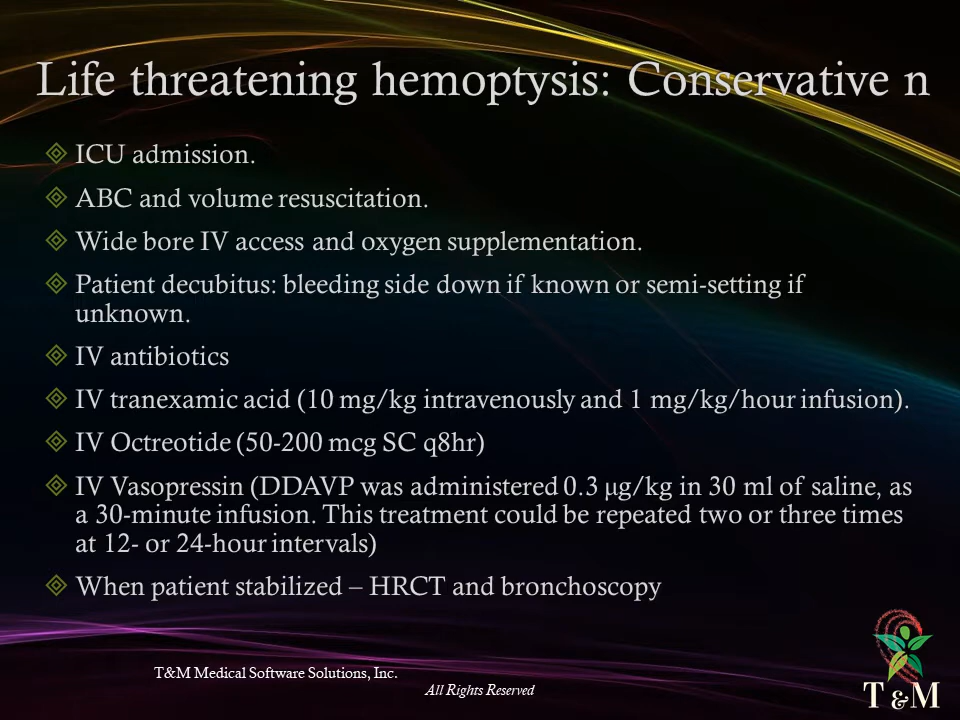 Life threatening hemoptysis: Conservative n
ICU admission.
ABC and volume resuscitation.
Wide bore IV access and oxygen supplementation.
Patient decubitus: bleeding side down if known or semi-setting if
unknown.
IV antibiotics
IV tranexamic acid (10 mg/kg intravenously and 1 mg/kg/hour infusion).
IV Octreotide (50-200 mcg SC q8hr)
IV Vasopressin (DDAVP was administered 0.3 µg/kg in 30 ml of saline, as
a 30-minute infusion. This treatment could be repeated two or three times
at 12- or 24-hour intervals)
When patient stabilized – HRCT and bronchoscopy
T&M Medical Software Solutions, Inc.
All Rights Reserved
T & M